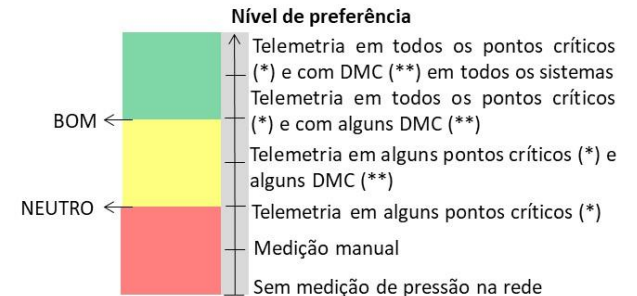 Nível de preferência
Telemetria em todos os pontos críticos
(*) e com DMC (**) em todos os sistemas
Telemetria em todos os pontos críticos
(*) e com alguns DMC (**)
BOM
Telemetria em alguns pontos críticos (*) e
alguns DMC (**)
NEUTRO
Telemetria em alguns pontos críticos (*)
Medição manual
Sem medição de pressão na rede